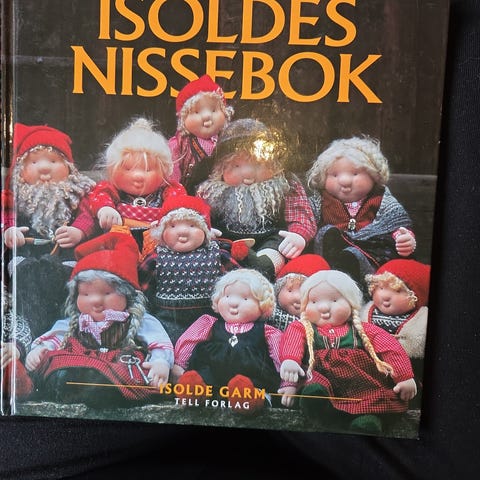 ISOLDES
NISSEBOK
ISOLDE GARM
TELL FORLAG